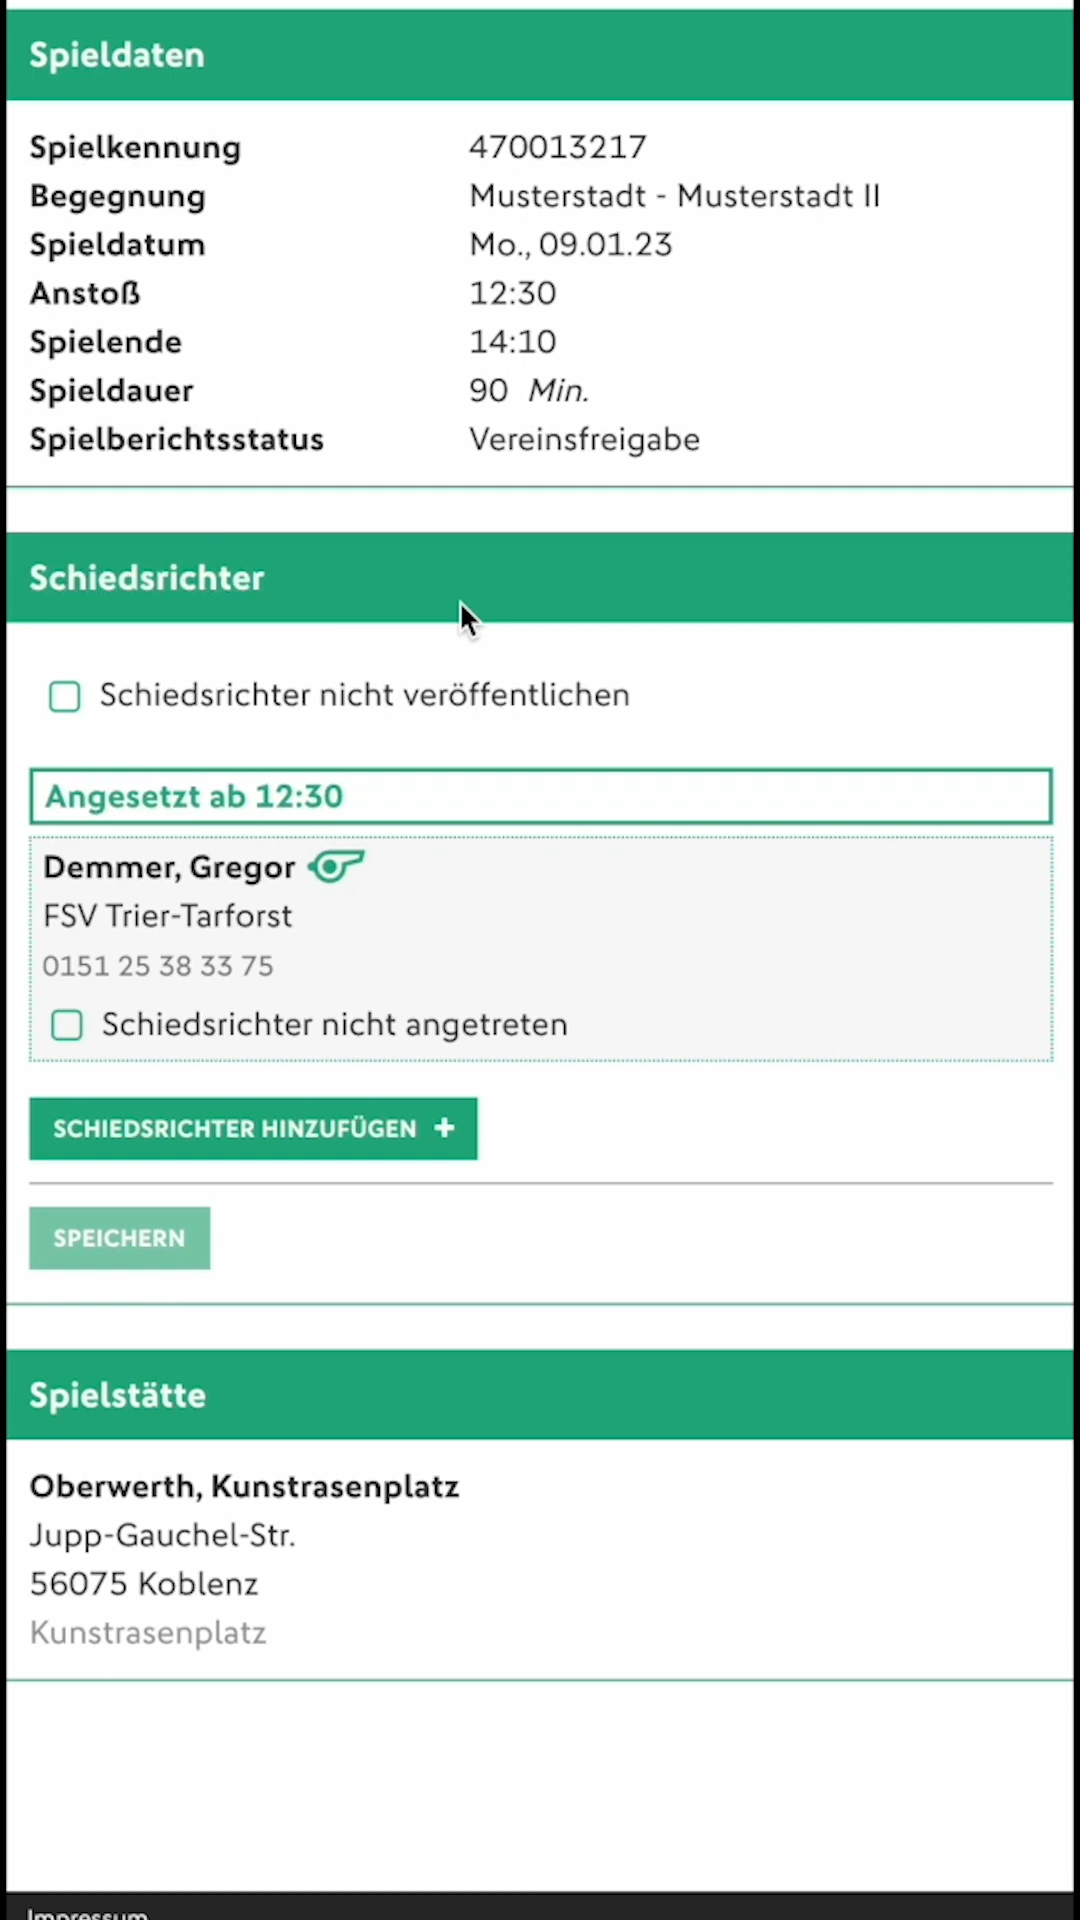 Spieldaten
Spielkennung 470013217
Begegnung Musterstadt - Musterstadt II
Spieldatum Mo., 09.01.23
Anstoß 12:30
Spielende 14:10
Spieldauer 90 Min.
Spielberichtsstatus Vereinsfreigabe
Schiedsrichter
Schiedsrichter nicht veröffentlichen
Angesetzt ab 12:30
Demmer, Gregor
FSV Trier-Tarforst
0151 25 38 33 75
Schiedsrichter nicht angetreten
SCHIEDSRICHTER HINZUFÜGEN +
SPEICHERN
Spielstätte
Oberwerth, Kunstrasenplatz
Jupp-Gauchel-Str.
56075 Koblenz
Kunstrasenplatz
Impressum